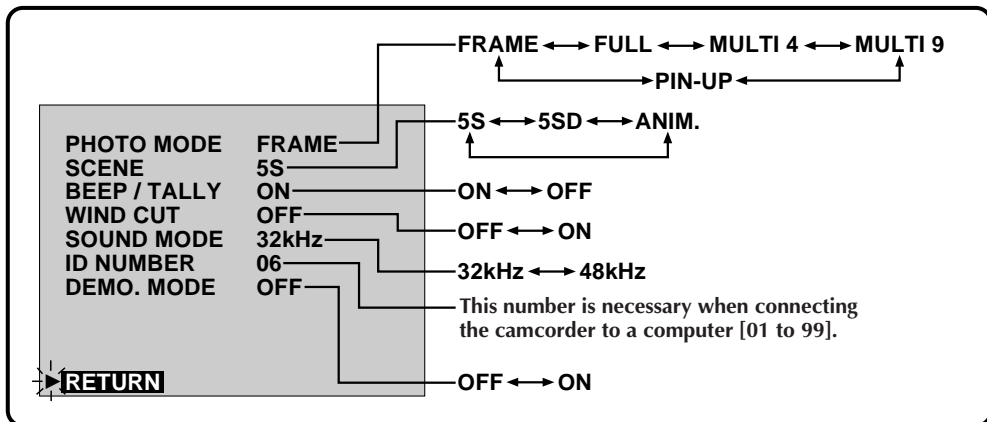 FRAME ↔ FULL ↔ MULTI 4 ↔ MULTI 9
PIN-UP
PHOTO MODE FRAME
5S ↔ 5SD ↔ ANIM.
SCENE 5S
BEEP / TALLY ON
ON ↔ OFF
WIND CUT OFF
OFF ↔ ON
SOUND MODE 32kHz
32kHz ↔ 48kHz
ID NUMBER 06
This number is necessary when connecting
the camcorder to a computer [01 to 99].
DEMO. MODE OFF
OFF ↔ ON
RETURN